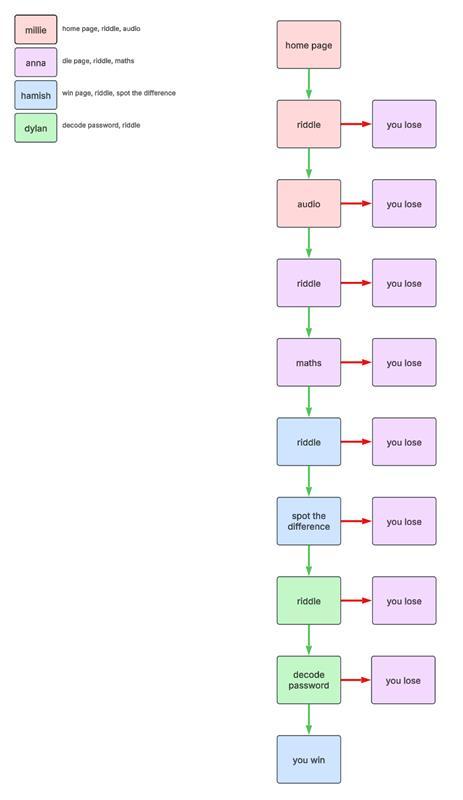 millie
home page, riddle, audio
anna
die page, riddle, maths
hamish
win page, riddle, spot the difference
dylan
decode password, riddle
home page
riddle
you lose
audio
you lose
riddle
you lose
maths
you lose
riddle
you lose
spot the
difference
you lose
riddle
you lose
decode
password
you lose
you win